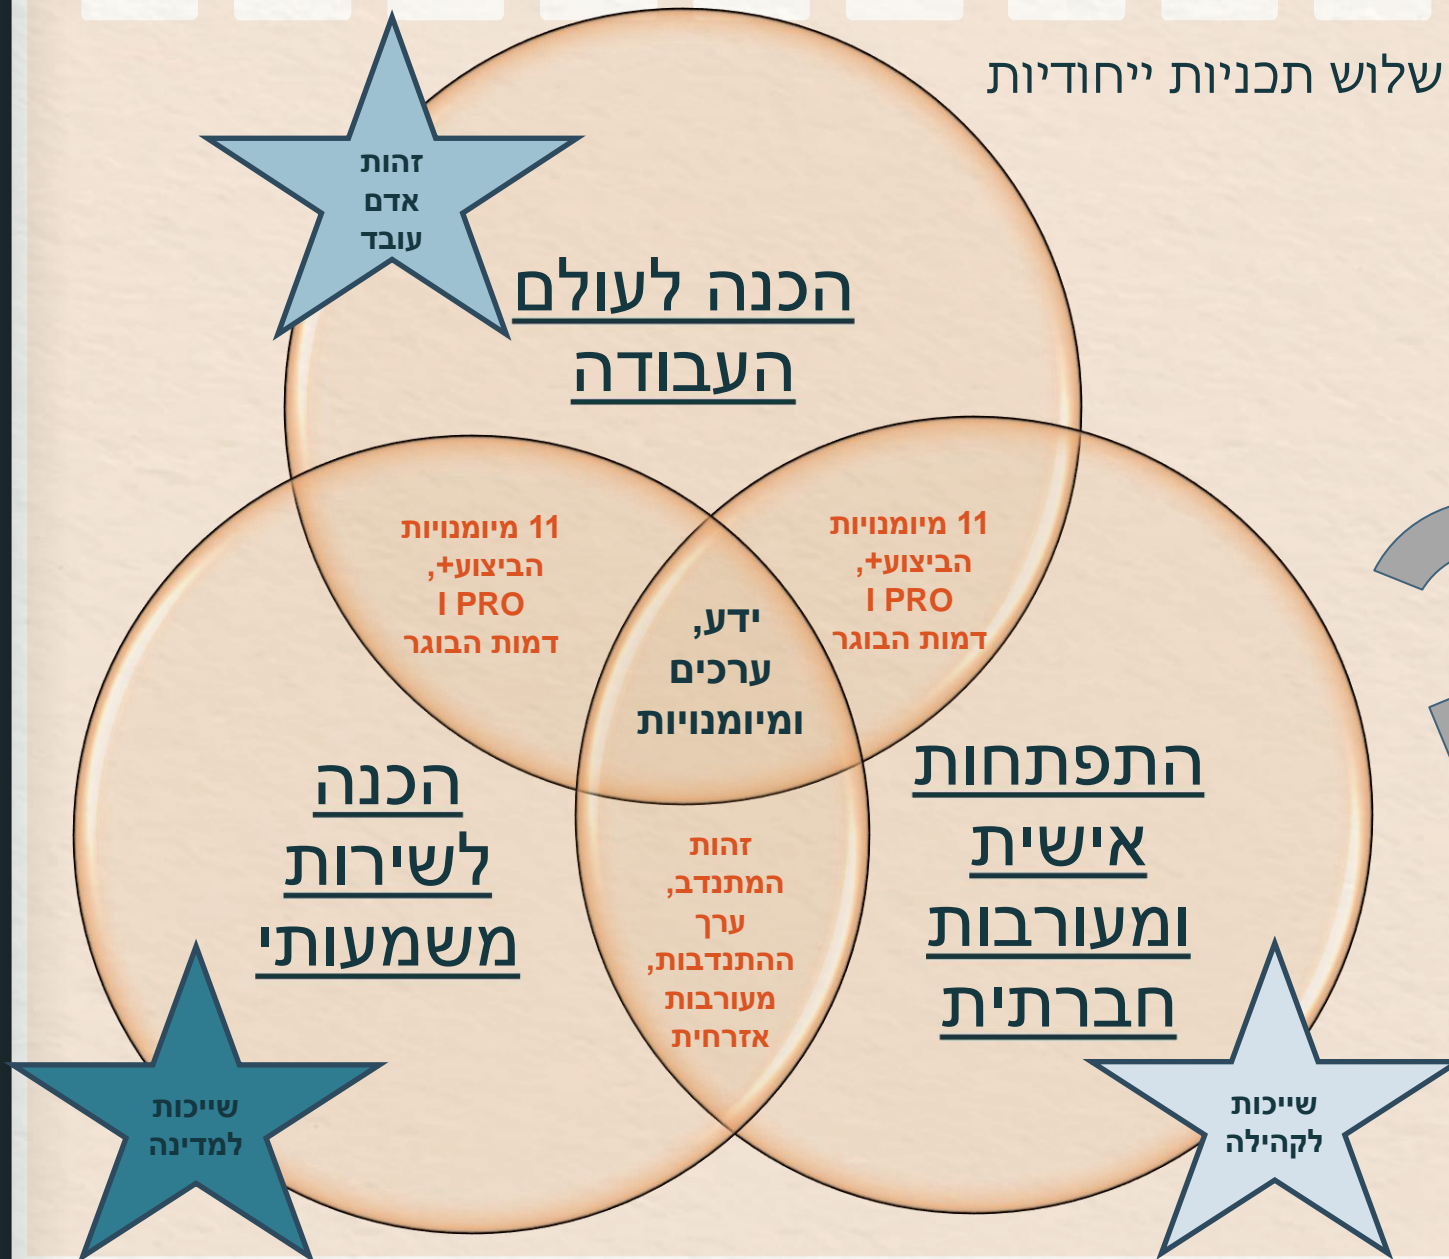 שלוש תכניות ייחודיות
זהות
אדם
עובד
הכנה לעולם
העבודה
11 מיומנויות
הביצוע+,
I PRO
דמות הבוגר
11 מיומנויות
הביצוע+,
I PRO
דמות הבוגר
ידע,
ערכים
ומיומנויות
התפתחות
אישית
ומעורבות
חברתית
הכנה
לשירות
משמעותי
זהות
המתנדב,
ערך
ההתנדבות,
מעורבות
אזרחית
שייכות
לקהילה
שייכות
למדינה